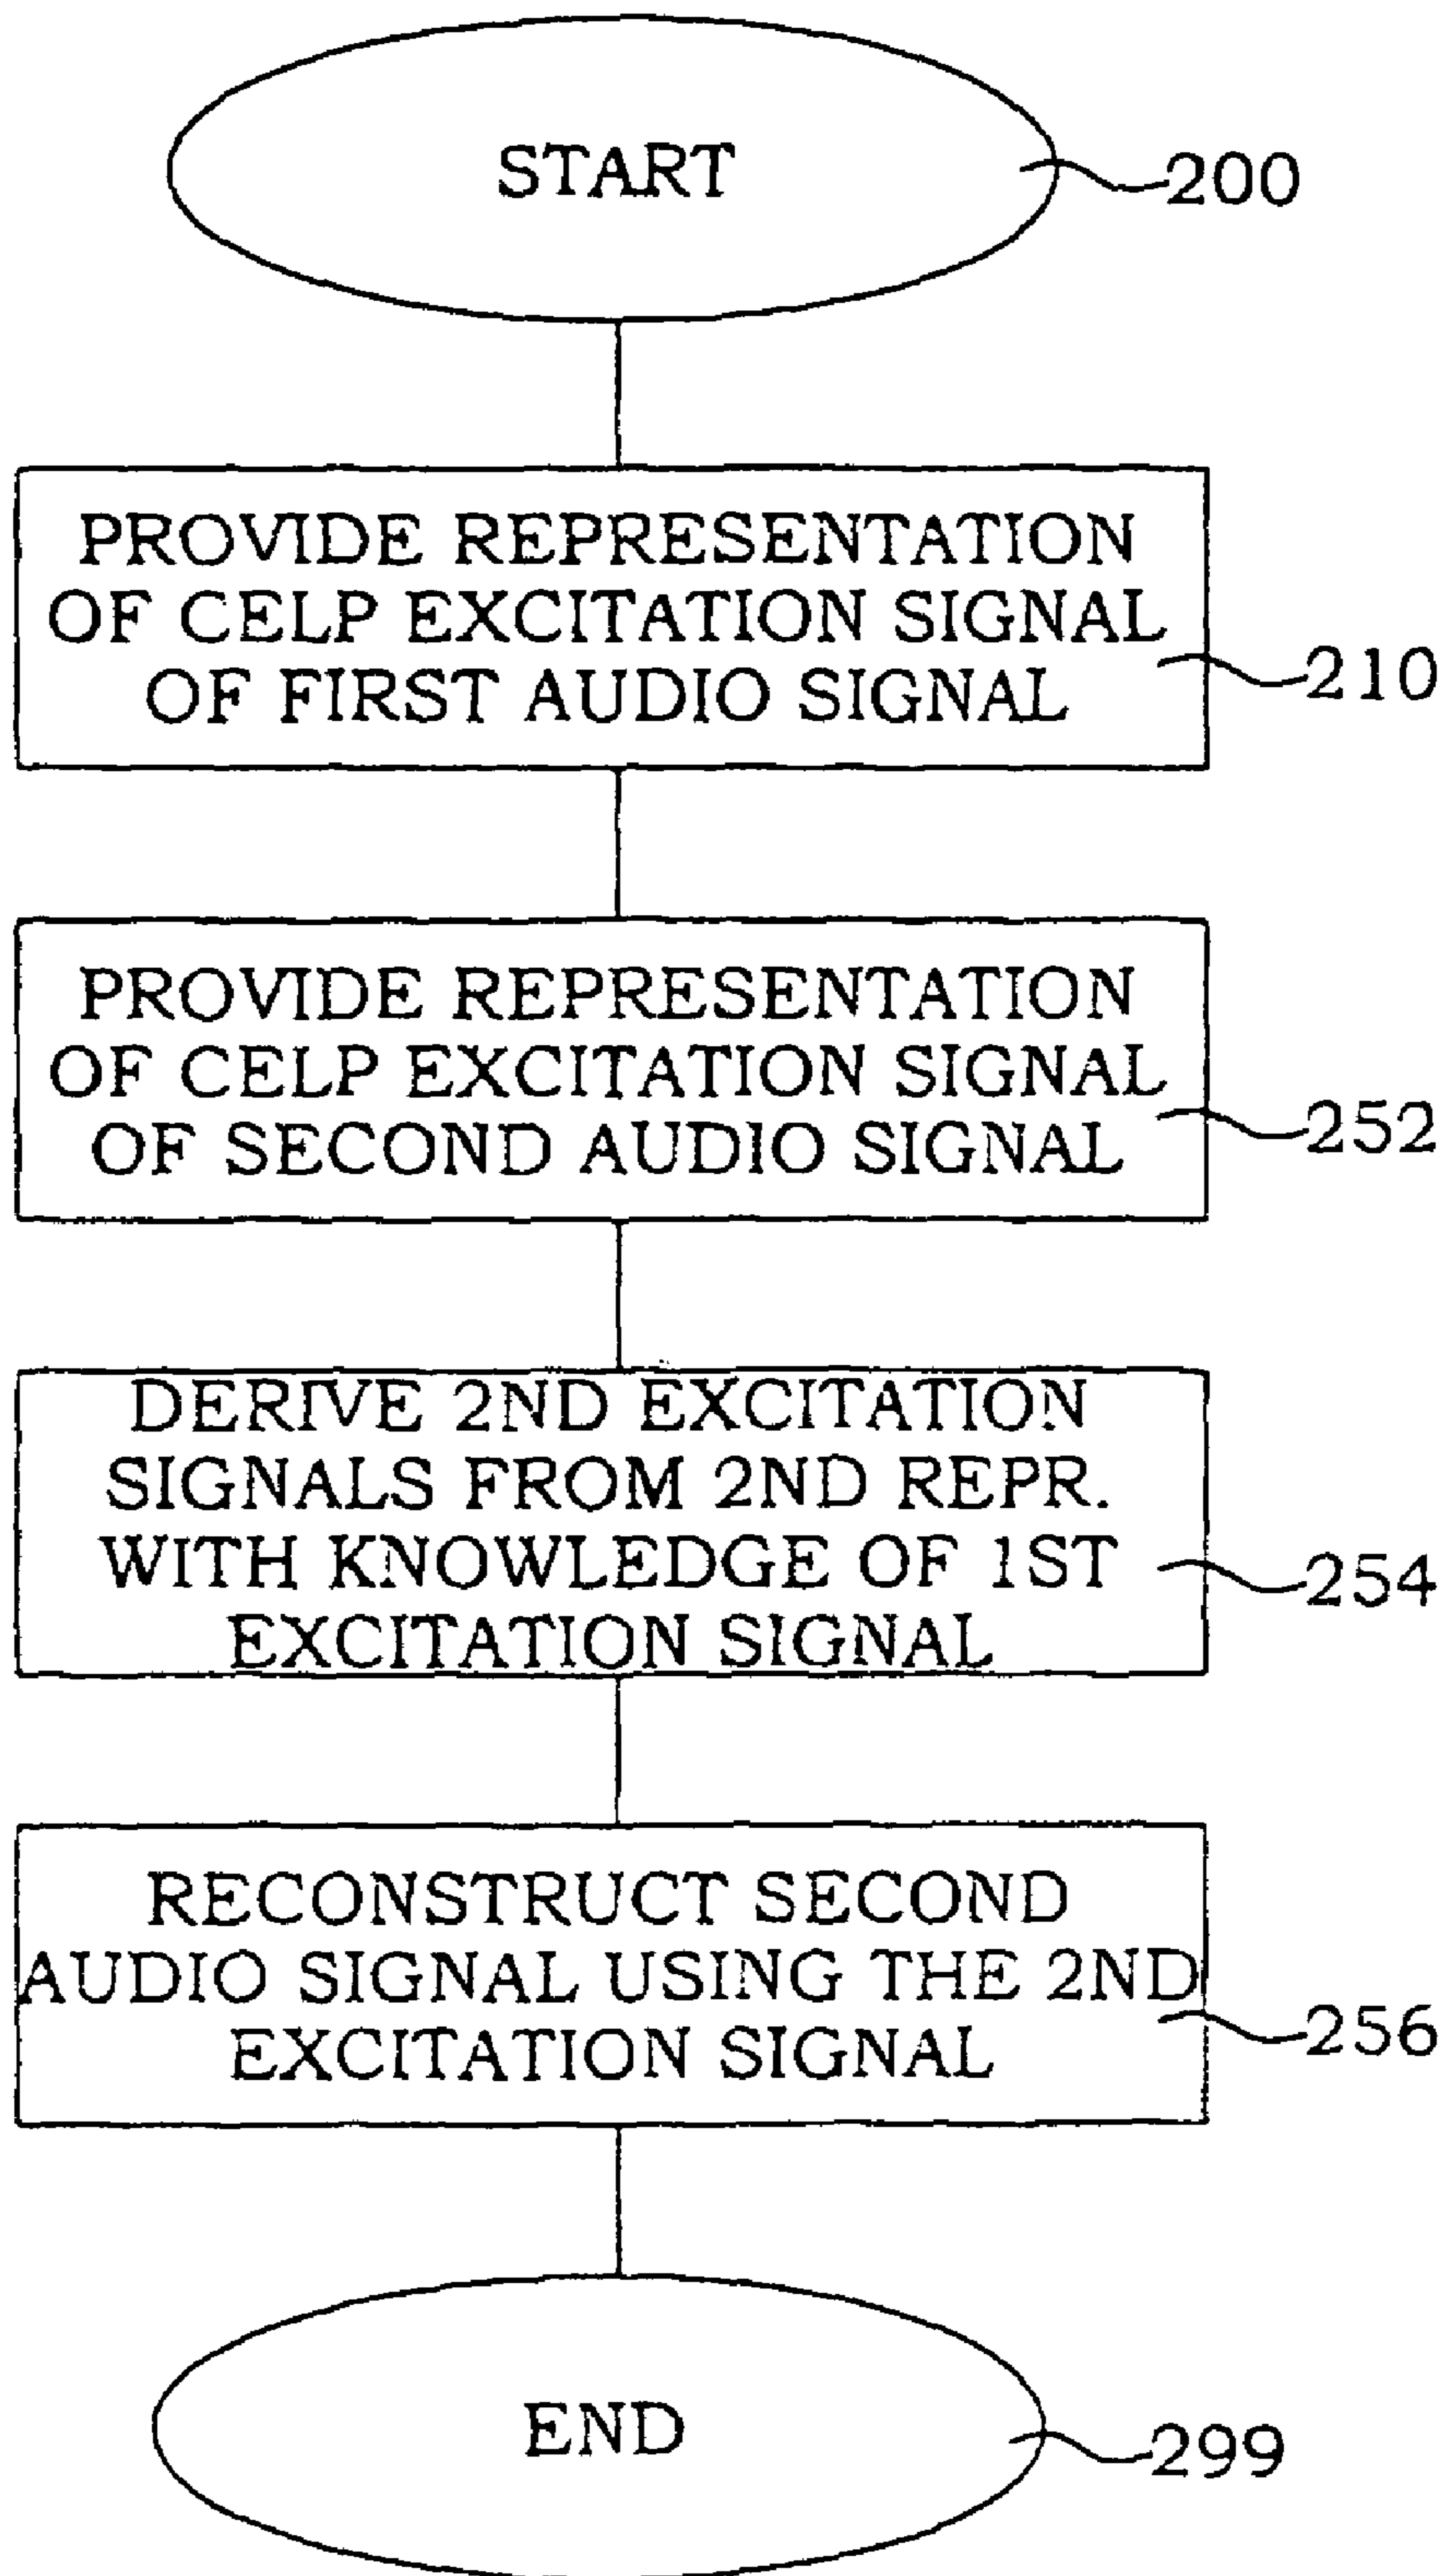 START
200
PROVIDE REPRESENTATION
OF CELP EXCITATION SIGNAL
OF FIRST AUDIO SIGNAL
210
PROVIDE REPRESENTATION
OF CELP EXCITATION SIGNAL
OF SECOND AUDIO SIGNAL
252
DERIVE 2ND EXCITATION
SIGNALS FROM 2ND REPR.
WITH KNOWLEDGE OF 1ST
EXCITATION SIGNAL
254
RECONSTRUCT SECOND
AUDIO SIGNAL USING THE 2ND
EXCITATION SIGNAL
256
END
299